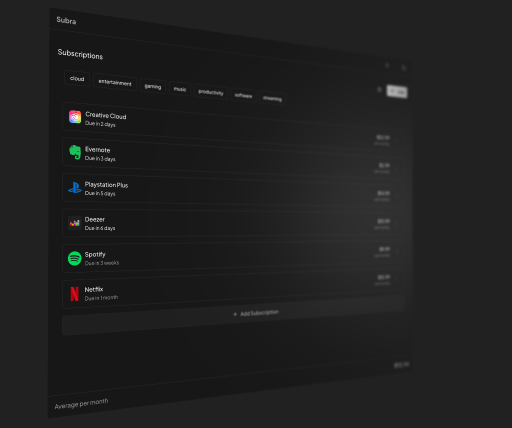 Subra
Subscriptions
cloud entertainment gaming music productivity software streaming
Creative Cloud
Due in 2 days
Evernote
Due in 3 days
Playstation Plus
Due in 5 days
Deezer
Due in 6 days
Spotify
Due in 3 weeks
Netflix
Due in 1 month
+ Add Subscription
Average per month